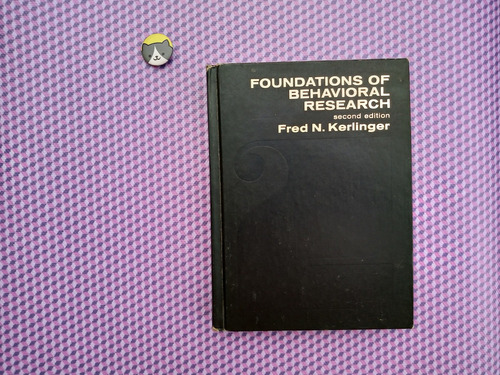 FOUNDATIONS OF
BEHAVIORAL
RESEARCH
second edition
Fred N. Kerlinger